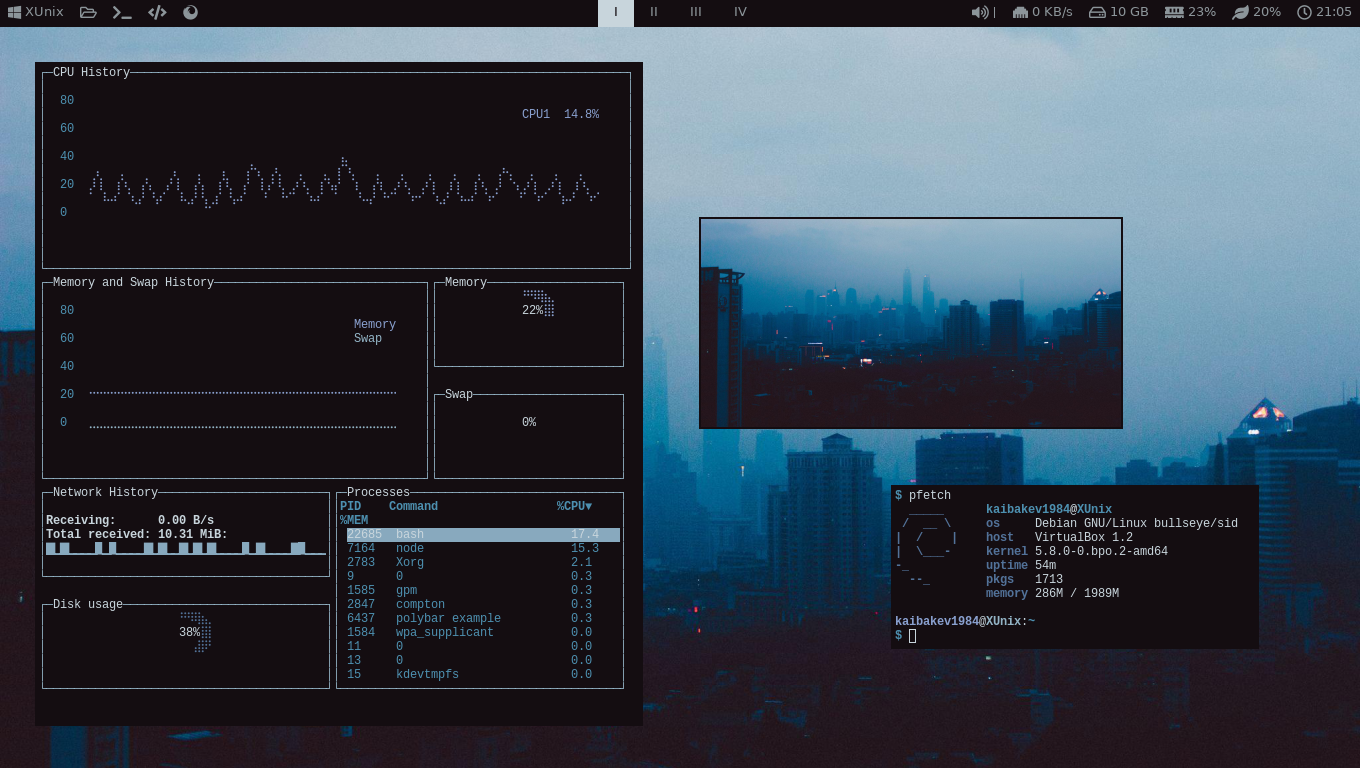 XUnix
I II III IV
0 KB/s 10 GB 23% 20% 21:05
CPU History
80
CPU1 14.8%
60
40
20
0
Memory and Swap History
80
Memory
60
Swap
40
20
0
Memory
22%
Swap
0%
Network History
Receiving: 0.00 B/s
Total received: 10.31 MiB:
Disk usage
38%
Processes
PID Command %CPU▼
%MEM
22685 bash 17.4
7164 node 15.3
2783 Xorg 2.1
9 0 0.3
1585 gpm 0.3
2847 compton 0.3
6437 polybar example 0.3
1584 wpa_supplicant 0.0
11 0 0.0
13 0 0.0
15 kdevtmpfs 0.0
$ pfetch
kaibakev1984@XUnix
os Debian GNU/Linux bullseye/sid
host VirtualBox 1.2
kernel 5.8.0-0.bpo.2-amd64
uptime 54m
pkgs 1713
memory 286M / 1989M
kaibakev1984@XUnix:~
$